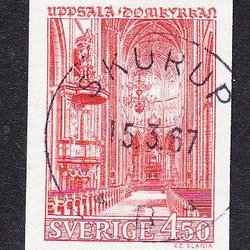 UPPSALA·DOMKYRKAN
SKURUP
15.3.67
B
SVERIGE 4.50
CZ. SLANIA